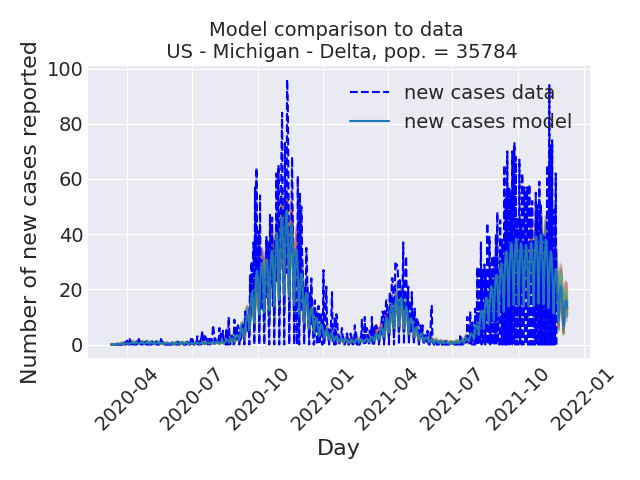 Model comparison to data
US - Michigan - Delta, pop. = 35784
Number of new cases reported
100
80
60
40
20
0
new cases data
new cases model
2020-04
2020-07
2020-10
2021-01
2021-04
2021-07
2021-10
2022-01
Day